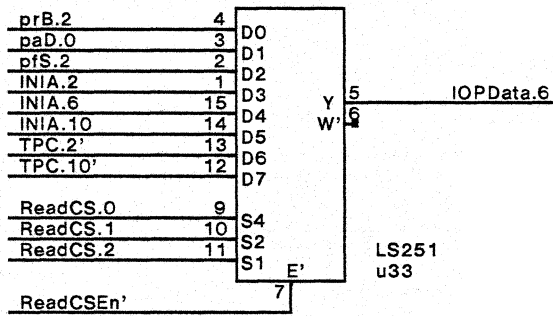 prB.2 4 D0
paD.0 3 D1
pfS.2 2 D2
INIA.2 1 D3
INIA.6 15 D4
INIA.10 14 D5
TPC.2' 13 D6
TPC.10' 12 D7
Y 5 IOPData.6
W' 6
ReadCS.0 9 S4
ReadCS.1 10 S2
ReadCS.2 11 S1
E'
7
LS251
u33
ReadCSEn'